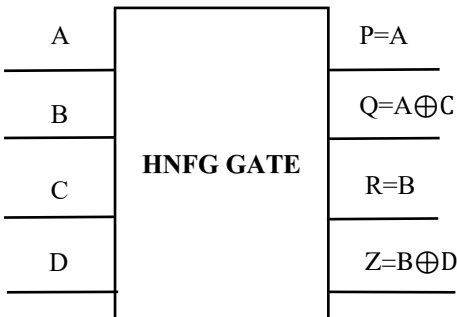 A
P=A
B
Q=A⊕C
HNFG GATE
C
R=B
D
Z=B⊕D